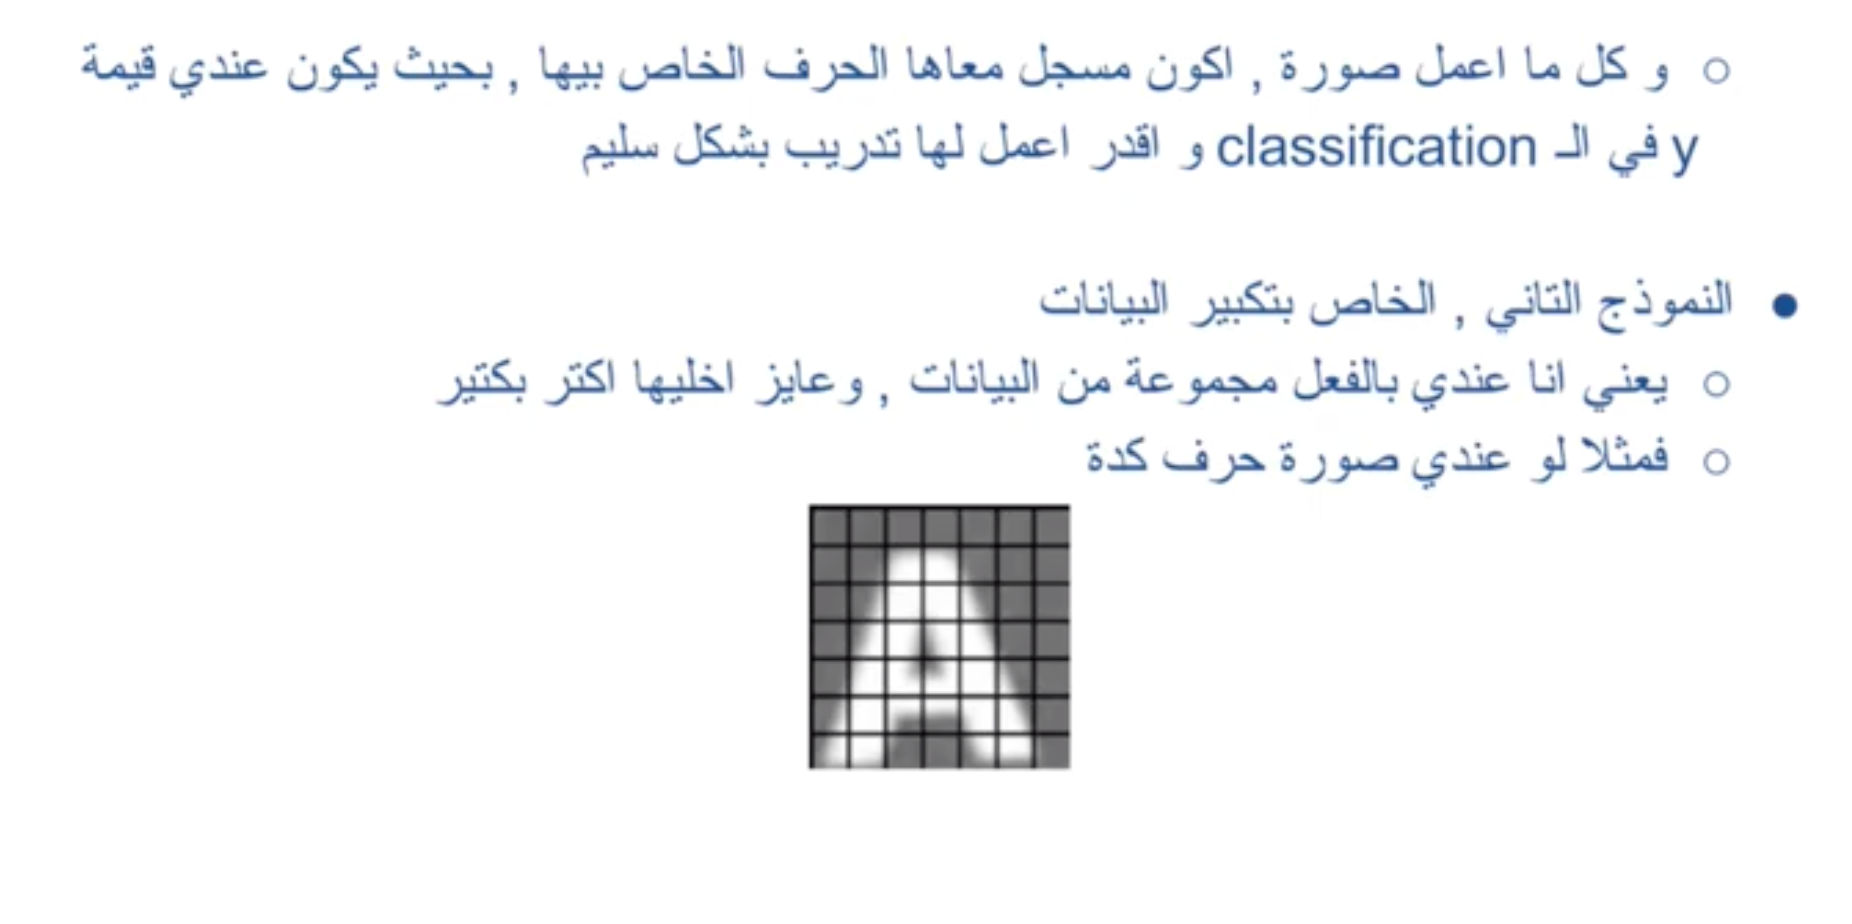 و كل ما اعمل صورة , اكون مسجل معاها الحرف الخاص بيها , بحيث يكون عندي قيمة
y في الـ classification و اقدر اعمل لها تدريب بشكل سليم
النموذج التاني , الخاص بتكبير البيانات
يعني انا عندي بالفعل مجموعة من البيانات , وعايز اخليها اكتر بكتير
فمثلا لو عندي صورة حرف كدة
A